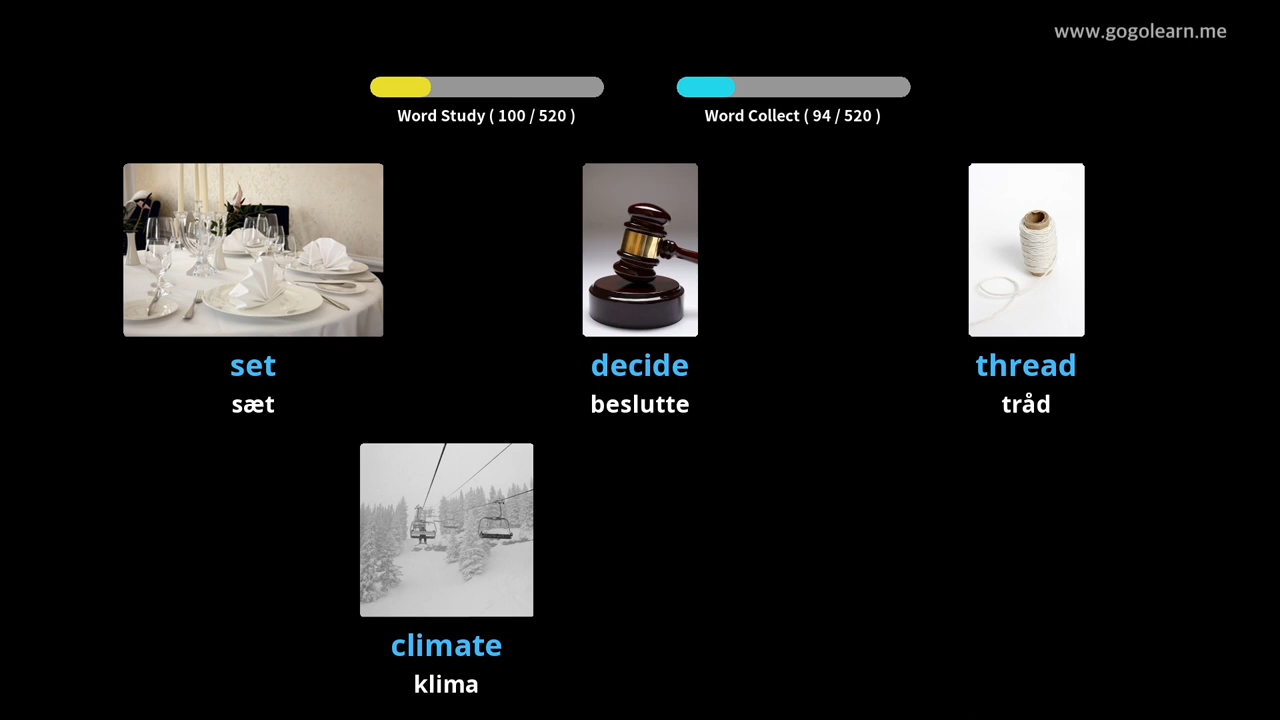 www.gogolearn.me
Word Study ( 100 / 520 )
Word Collect ( 94 / 520 )
set
sæt
decide
beslutte
thread
tråd
climate
klima